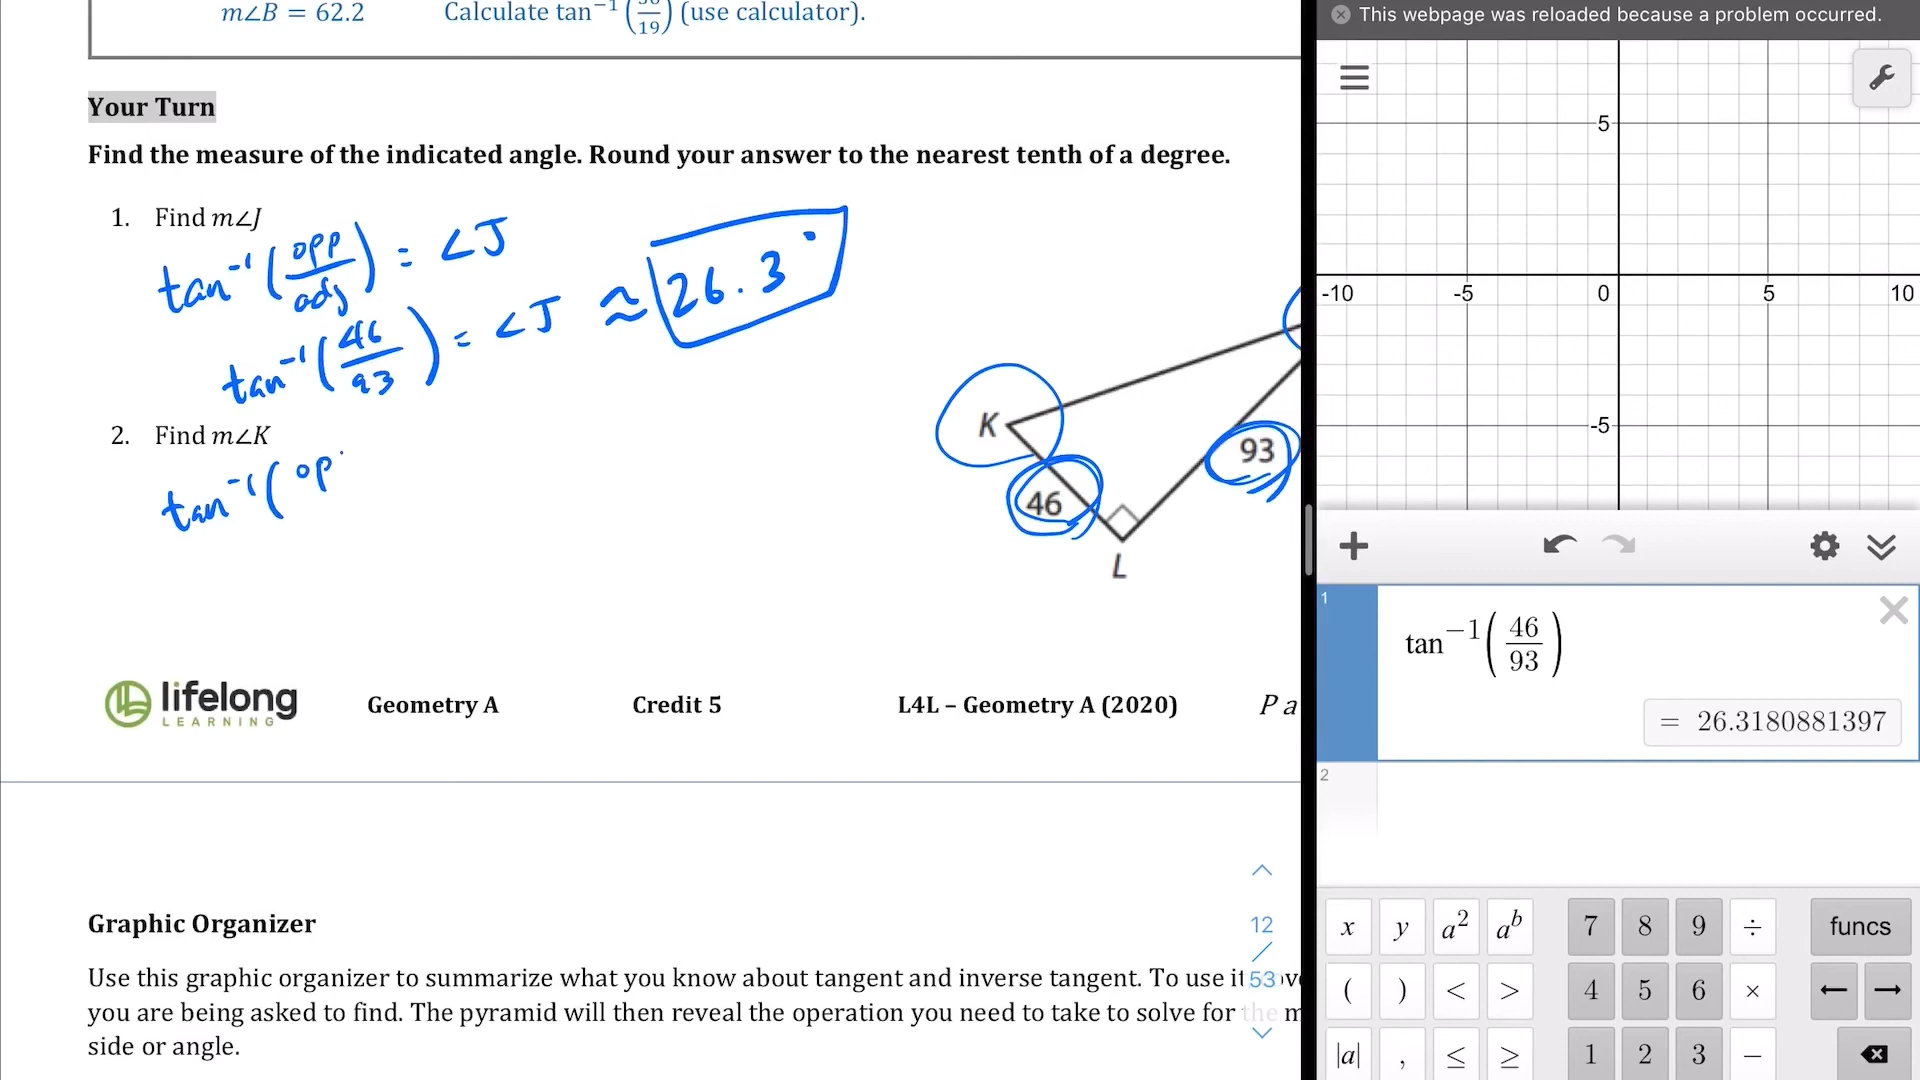 m∠B = 62.2 Calculate tan⁻¹ (38/19) (use calculator).
This webpage was reloaded because a problem occurred.
Your Turn
Find the measure of the indicated angle. Round your answer to the nearest tenth of a degree.
1. Find m∠J
tan⁻¹(opp/adj) = ∠J
tan⁻¹(46/93) = ∠J ≈ 26.3°
2. Find m∠K
tan⁻¹(op
K
46
93
L
lifelong
LEARNING
Geometry A Credit 5 L4L – Geometry A (2020) Pa
Graphic Organizer
Use this graphic organizer to summarize what you know about tangent and inverse tangent. To use it
you are being asked to find. The pyramid will then reveal the operation you need to take to solve for the m
side or angle.
12
/
53
5
-10 -5 0 5 10
-5
1
tan⁻¹(46/93)
= 26.3180881397
2
x y a² aᵇ 7 8 9 ÷ funcs
( ) < > 4 5 6 × ← →
|a| , ≤ ≥ 1 2 3 −